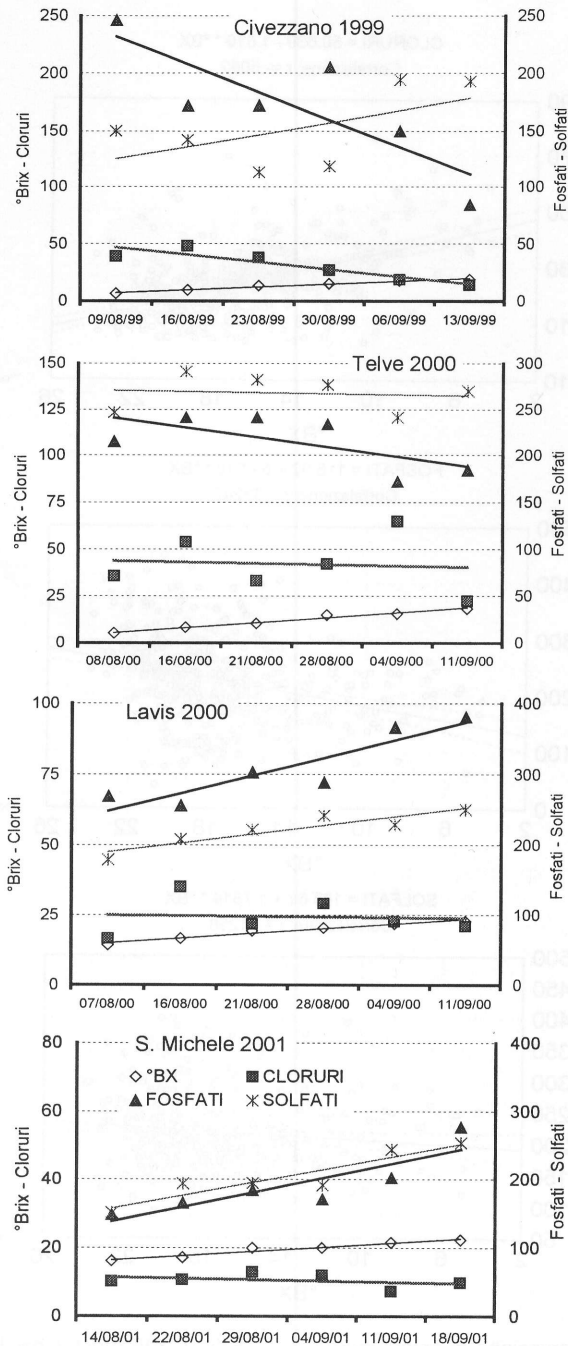 Civezzano 1999
°Brix - Cloruri
Fosfati - Solfati
250 250
200 200
150 150
100 100
50 50
0 0
09/08/99 16/08/99 23/08/99 30/08/99 06/09/99 13/09/99
Telve 2000
°Brix - Cloruri
Fosfati - Solfati
150 300
125 250
100 200
75 150
50 100
25 50
0 0
08/08/00 16/08/00 21/08/00 28/08/00 04/09/00 11/09/00
Lavis 2000
°Brix - Cloruri
Fosfati - Solfati
100 400
75 300
50 200
25 100
0 0
07/08/00 16/08/00 21/08/00 28/08/00 04/09/00 11/09/00
S. Michele 2001
°BX CLORURI
FOSFATI SOLFATI
°Brix - Cloruri
Fosfati - Solfati
80 400
60 300
40 200
20 100
0 0
14/08/01 22/08/01 29/08/01 04/09/01 11/09/01 18/09/01